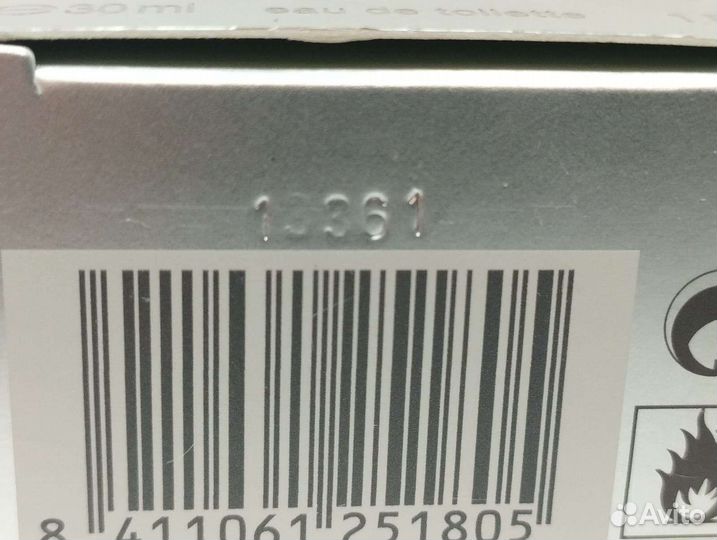 ℮30 ml eau de toilette
13361
8 411061 251805
Avito